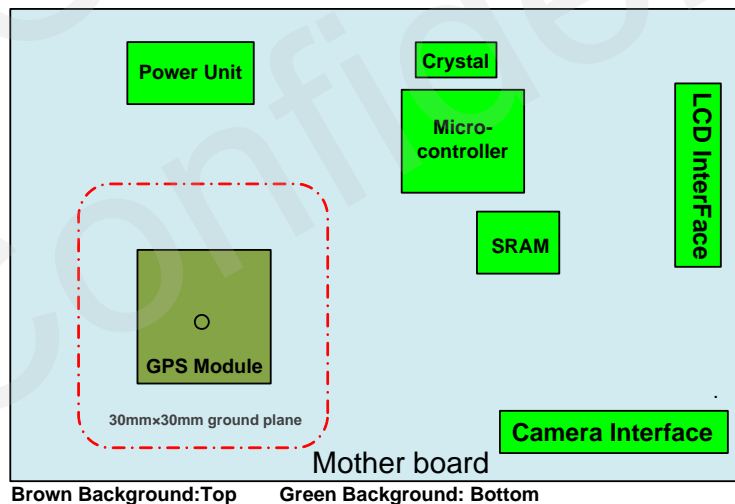 Power Unit
Crystal
Micro-
controller
LCD InterFace
SRAM
GPS Module
30mm×30mm ground plane
Camera Interface
Mother board
Brown Background:Top Green Background: Bottom
Confiden